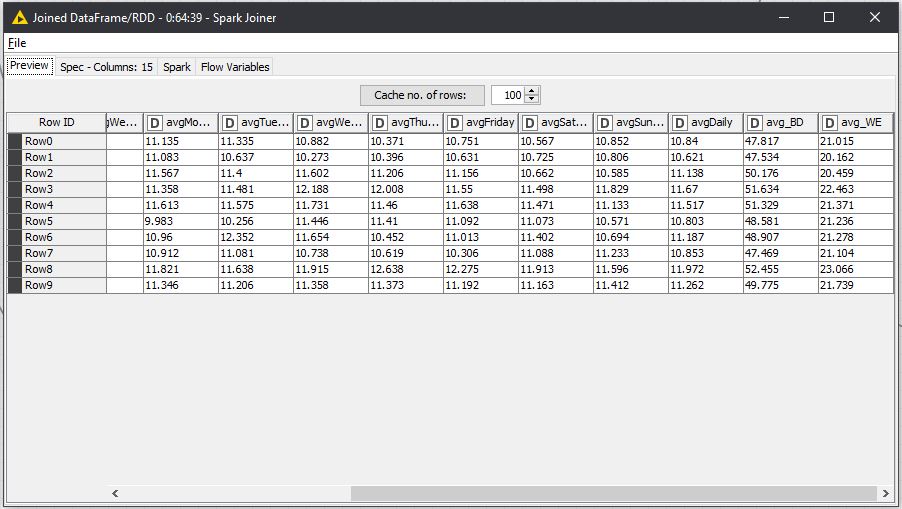 Joined DataFrame/RDD - 0:64:39 - Spark Joiner
File
Preview Spec - Columns: 15 Spark Flow Variables
Cache no. of rows: 100
Row ID gWe... D avgMo... D avgTue... D avgWe... D avgThu... D avgFriday D avgSat... D avgSun... D avgDaily D avg_BD D avg_WE
Row0 11.135 11.335 10.882 10.371 10.751 10.567 10.852 10.84 47.817 21.015
Row1 11.083 10.637 10.273 10.396 10.631 10.725 10.806 10.621 47.534 20.162
Row2 11.567 11.4 11.602 11.206 11.156 10.662 10.585 11.138 50.176 20.459
Row3 11.358 11.481 12.188 12.008 11.55 11.498 11.829 11.67 51.634 22.463
Row4 11.613 11.575 11.731 11.46 11.638 11.471 11.133 11.517 51.329 21.371
Row5 9.983 10.256 11.446 11.41 11.092 11.073 10.571 10.803 48.581 21.236
Row6 10.96 12.352 11.654 10.452 11.013 11.402 10.694 11.187 48.907 21.278
Row7 10.912 11.081 10.738 10.619 10.306 11.088 11.233 10.853 47.469 21.104
Row8 11.821 11.638 11.915 12.638 12.275 11.913 11.596 11.972 52.455 23.066
Row9 11.346 11.206 11.358 11.373 11.192 11.163 11.412 11.262 49.775 21.739